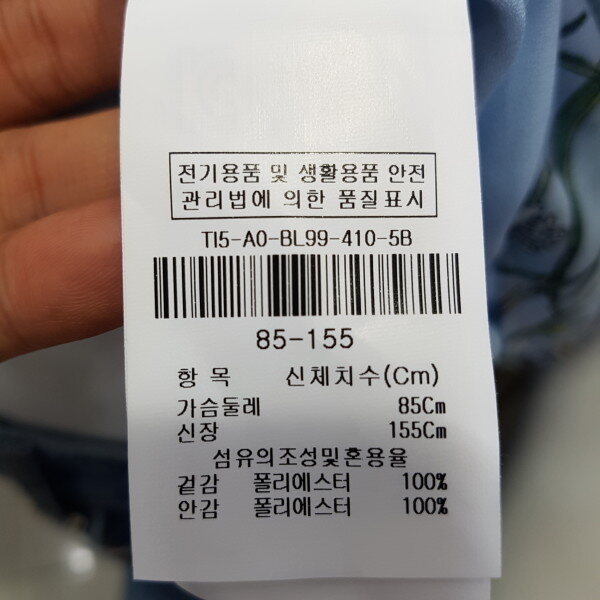 전기용품 및 생활용품 안전
관리법에 의한 품질표시
TI5-A0-BL99-410-5B
85-155
항 목 신체치수(Cm)
가슴둘레 85Cm
신장 155Cm
섬유의조성및혼용율
겉감 폴리에스터 100%
안감 폴리에스터 100%